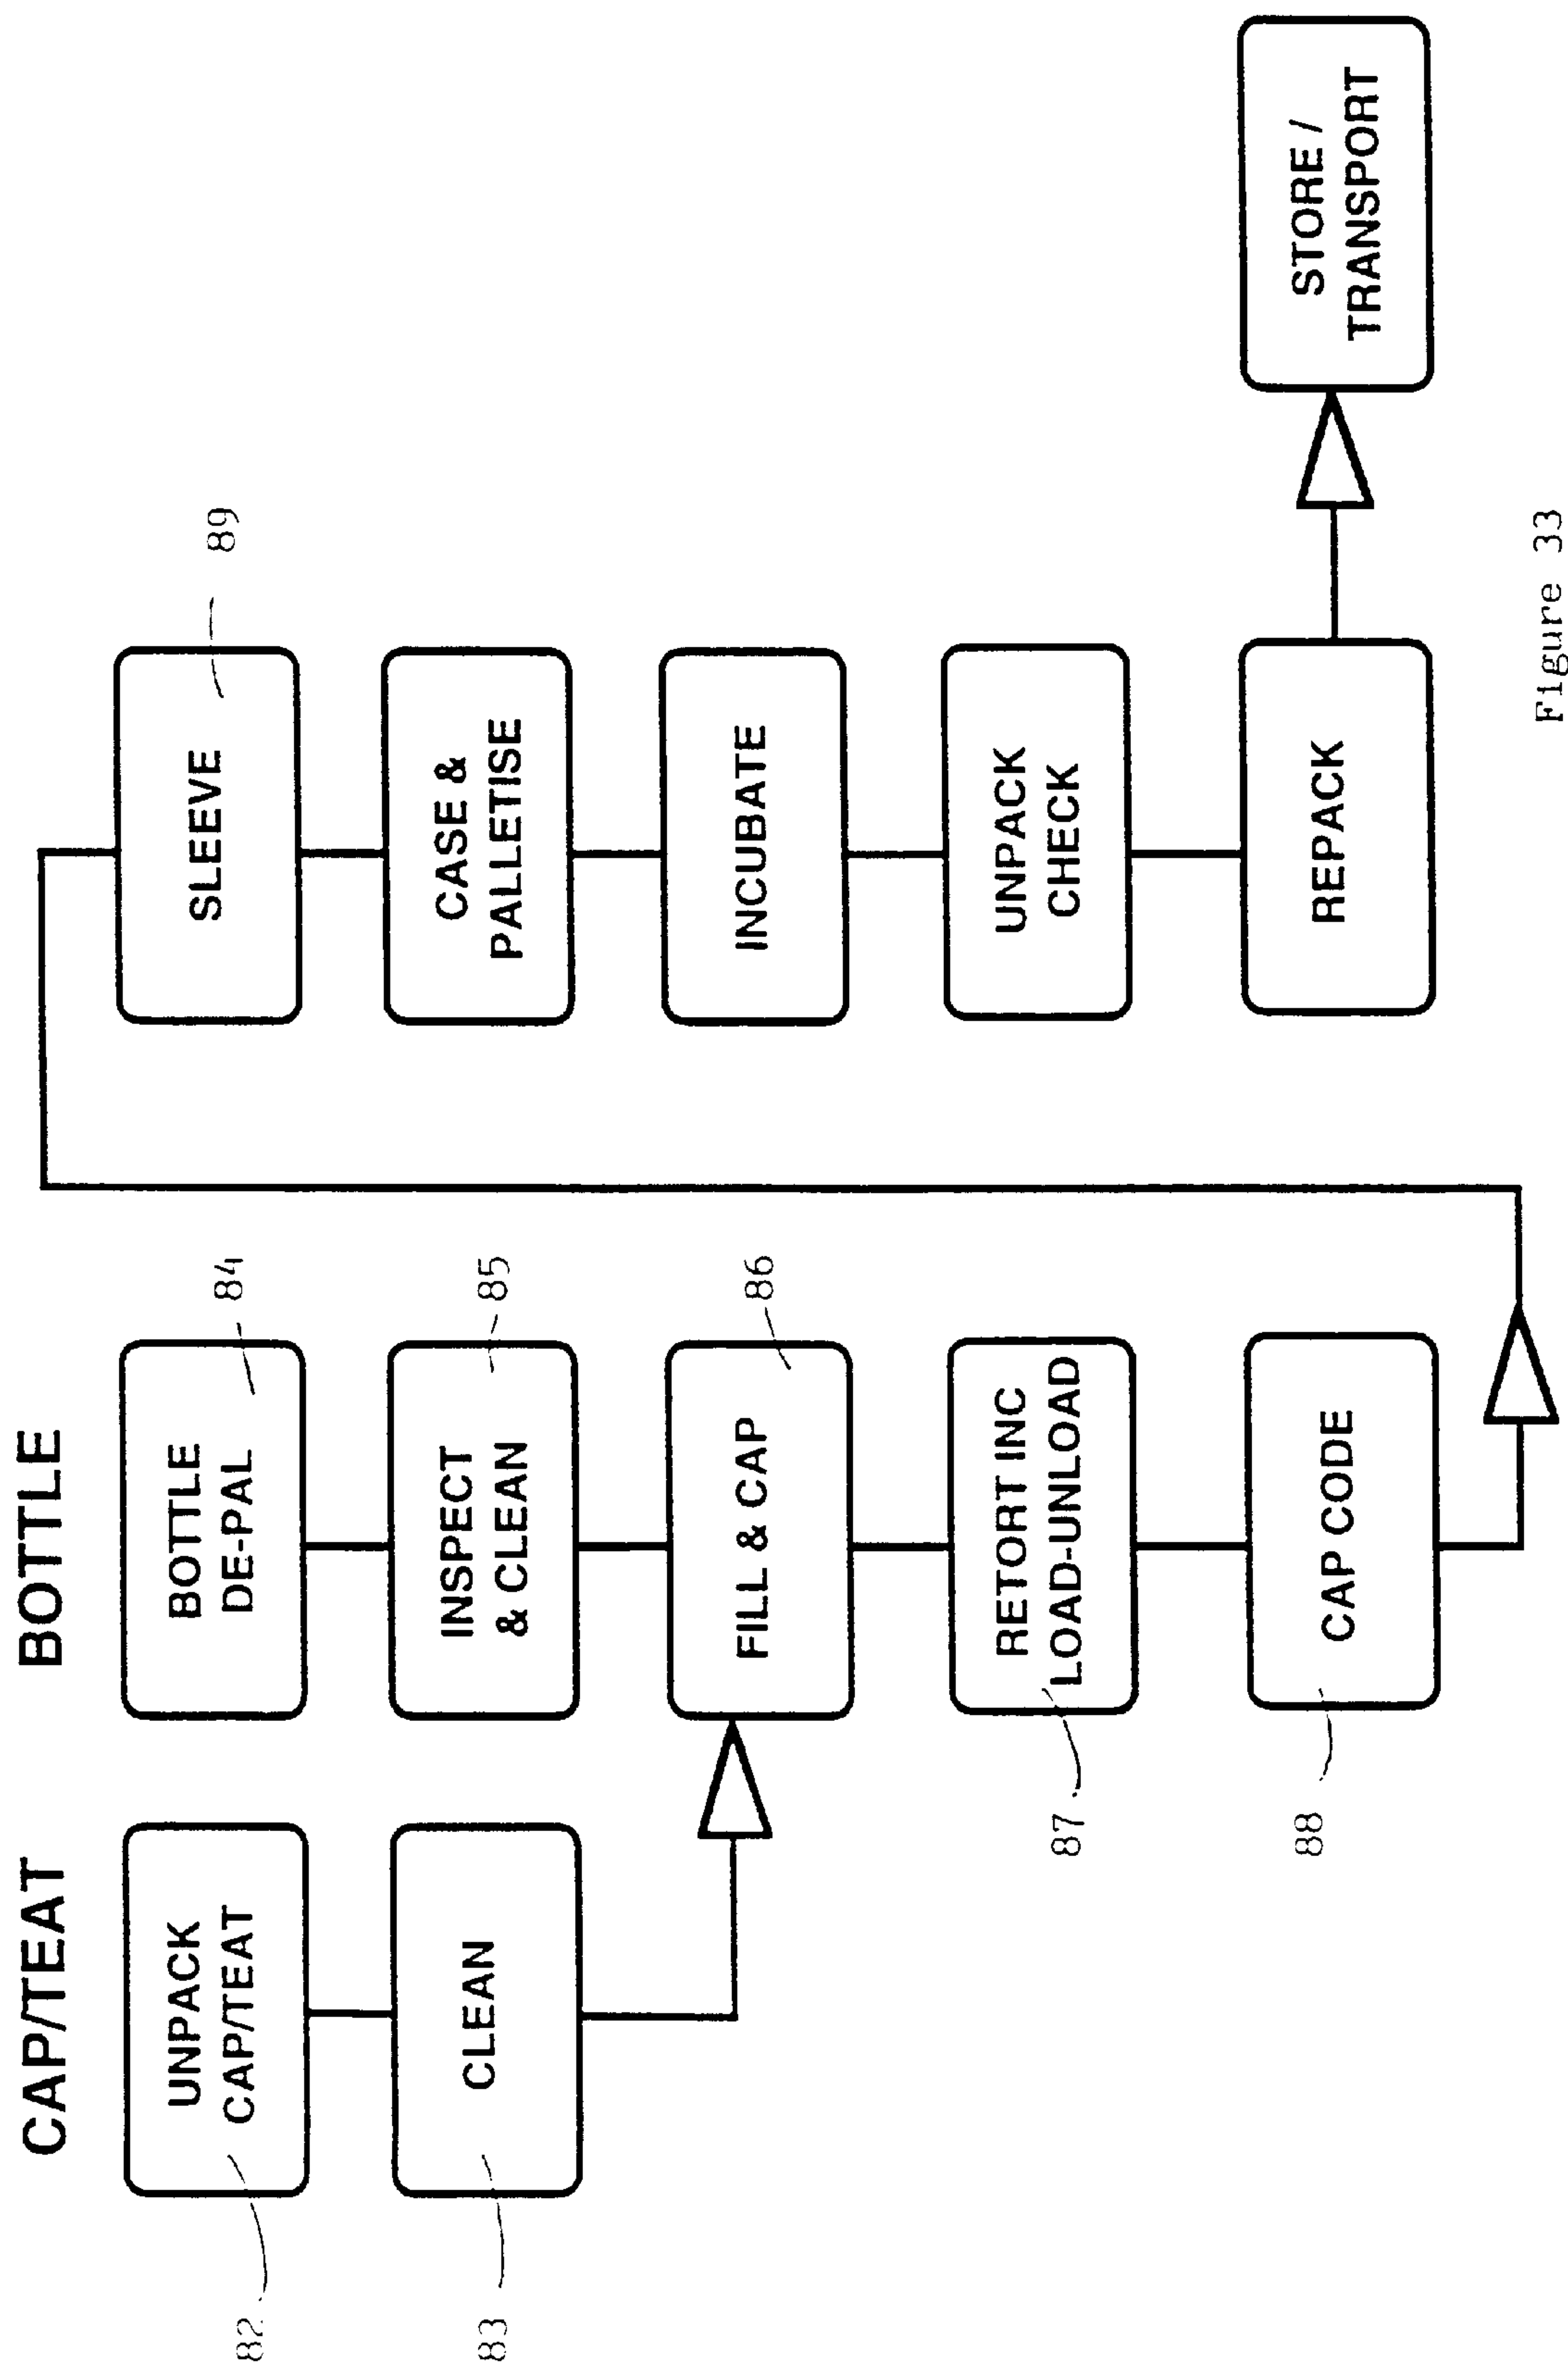 CAP/TEAT
BOTTLE
82
UNPACK
CAP/TEAT
83
CLEAN
84
BOTTLE
DE-PAL
85
INSPECT
& CLEAN
86
FILL & CAP
87
RETORT INC
LOAD-UNLOAD
88
CAP CODE
89
SLEEVE
CASE &
PALLETISE
INCUBATE
UNPACK
CHECK
REPACK
STORE /
TRANSPORT
Figure 33